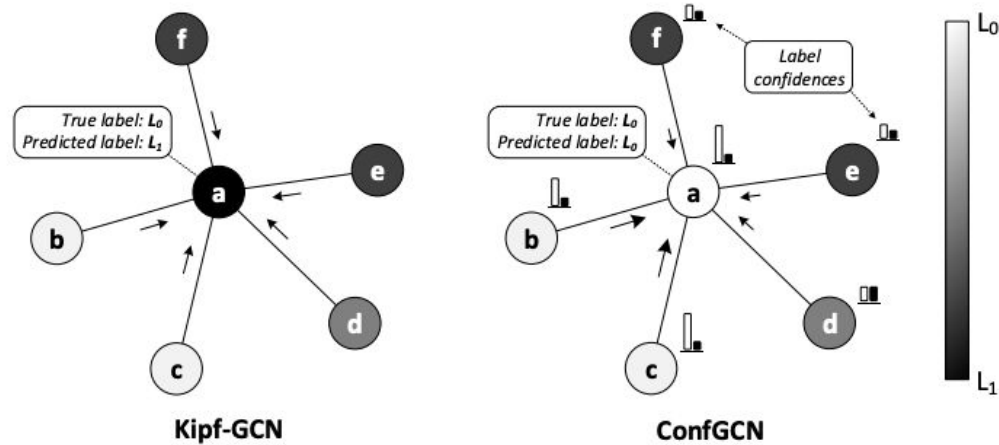 f
True label: L₀
Predicted label: L₁
a
e
b
d
c
Kipf-GCN
f
Label
confidences
True label: L₀
Predicted label: L₀
a
e
b
d
c
ConfGCN
L₀
L₁